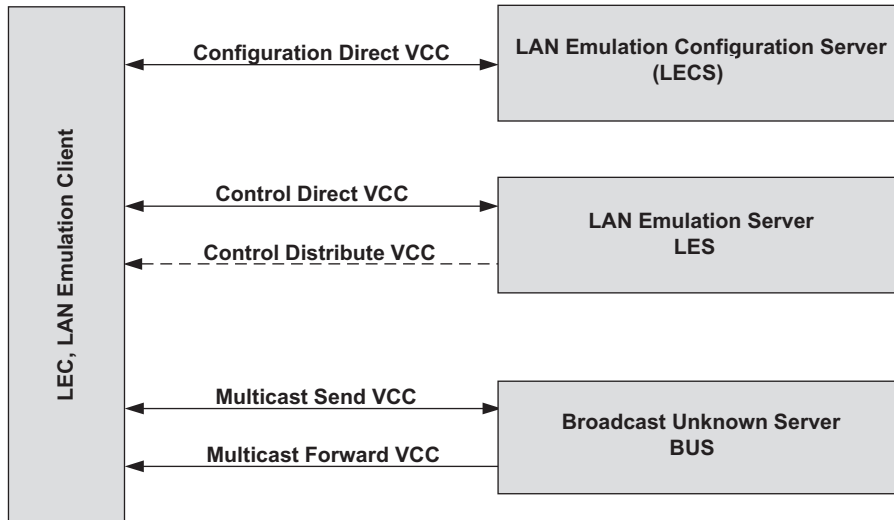 LEC, LAN Emulation Client
Configuration Direct VCC
LAN Emulation Configuration Server
(LECS)
Control Direct VCC
Control Distribute VCC
LAN Emulation Server
LES
Multicast Send VCC
Multicast Forward VCC
Broadcast Unknown Server
BUS